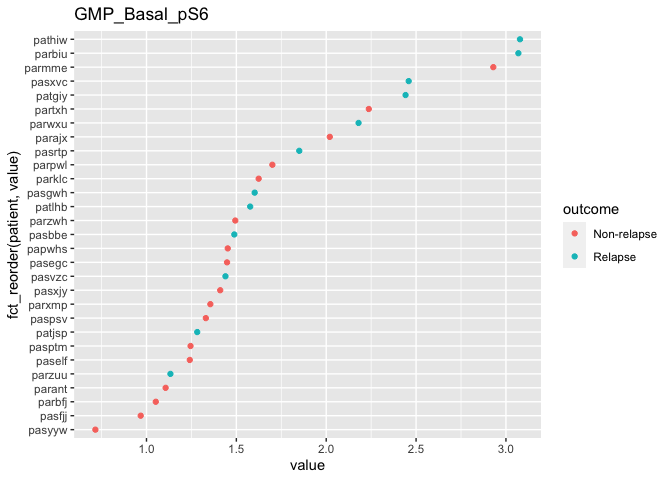 GMP_Basal_pS6
fct_reorder(patient, value)
pathiw
parbiu
parmme
pasxvc
patgiy
partxh
parwxu
parajx
pasrtp
parpwl
parklc
pasgwh
patlhb
parzwh
pasbbe
papwhs
pasegc
pasvzc
pasxjy
parxmp
paspsv
patjsp
pasptm
paself
parzuu
parant
parbfj
pasfjj
pasyyw
1.0 1.5 2.0 2.5 3.0
value
outcome
Non-relapse
Relapse